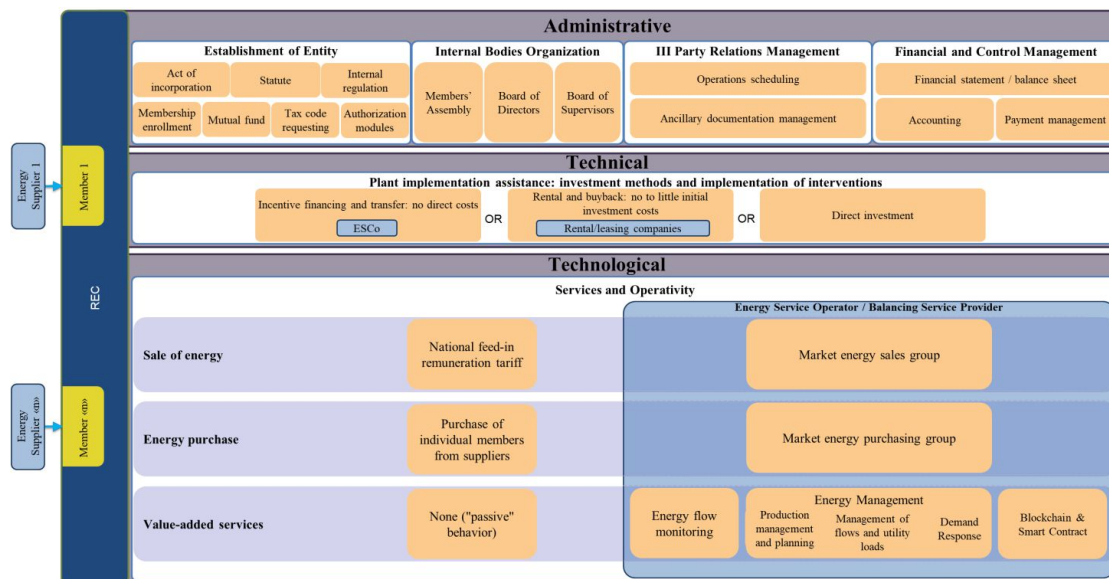 Administrative
Establishment of Entity
Act of
incorporation
Statute
Internal
regulation
Membership
enrollment
Mutual fund
Tax code
requesting
Authorization
modules
Internal Bodies Organization
Members'
Assembly
Board of
Directors
Board of
Supervisors
III Party Relations Management
Operations scheduling
Ancillary documentation management
Financial and Control Management
Financial statement / balance sheet
Accounting
Payment management
Energy
Supplier 1
Member 1
REC
Energy
Supplier «n»
Member «n»
Technical
Plant implementation assistance: investment methods and implementation of interventions
Incentive financing and transfer: no direct costs
ESCo
OR
Rental and buyback: no to little initial
investment costs
Rental/leasing companies
OR
Direct investment
Technological
Services and Operativity
Energy Service Operator / Balancing Service Provider
Sale of energy
National feed-in
remuneration tariff
Market energy sales group
Energy purchase
Purchase of
individual members
from suppliers
Market energy purchasing group
Value-added services
None ("passive"
behavior)
Energy flow
monitoring
Energy Management
Production
management
and planning
Management of
flows and utility
loads
Demand
Response
Blockchain &
Smart Contract